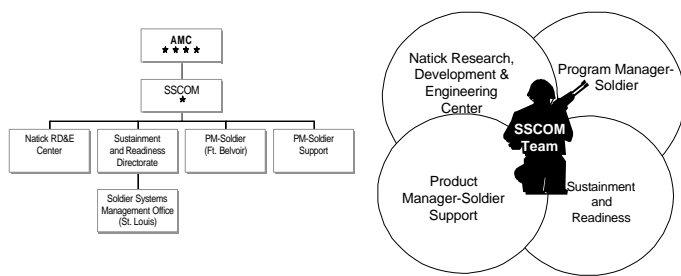 AMC
★ ★ ★ ★
SSCOM
★
Natick RD&E
Center
Sustainment
and Readiness
Directorate
PM-Soldier
(Ft. Belvoir)
PM-Soldier
Support
Soldier Systems
Management Office
(St. Louis)
Natick Research,
Development &
Engineering
Center
Program Manager-
Soldier
SSCOM
Team
Product
Manager-Soldier
Support
Sustainment
and
Readiness